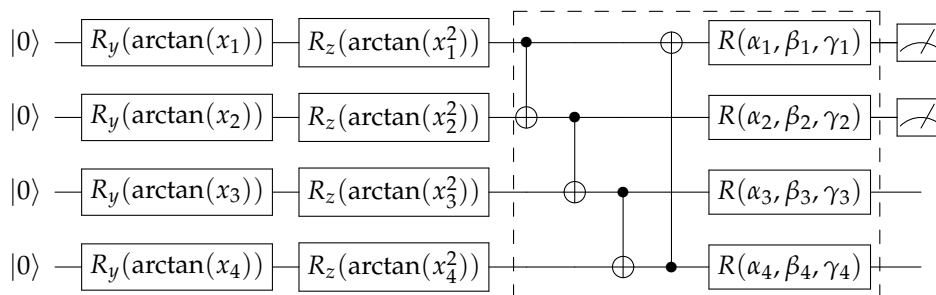 |0⟩ R_y(arctan(x_1)) R_z(arctan(x_1^2)) R(α_1, β_1, γ_1)
|0⟩ R_y(arctan(x_2)) R_z(arctan(x_2^2)) R(α_2, β_2, γ_2)
|0⟩ R_y(arctan(x_3)) R_z(arctan(x_3^2)) R(α_3, β_3, γ_3)
|0⟩ R_y(arctan(x_4)) R_z(arctan(x_4^2)) R(α_4, β_4, γ_4)